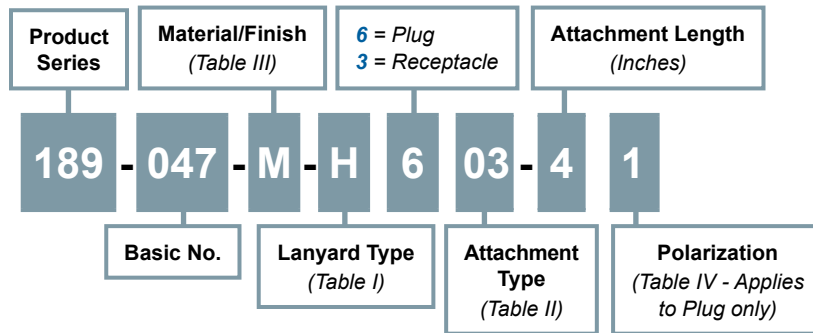 Product
Series
Material/Finish
(Table III)
6 = Plug
3 = Receptacle
Attachment Length
(Inches)
189 - 047 - M - H 6 03 - 4 1
Basic No.
Lanyard Type
(Table I)
Attachment
Type
(Table II)
Polarization
(Table IV - Applies
to Plug only)